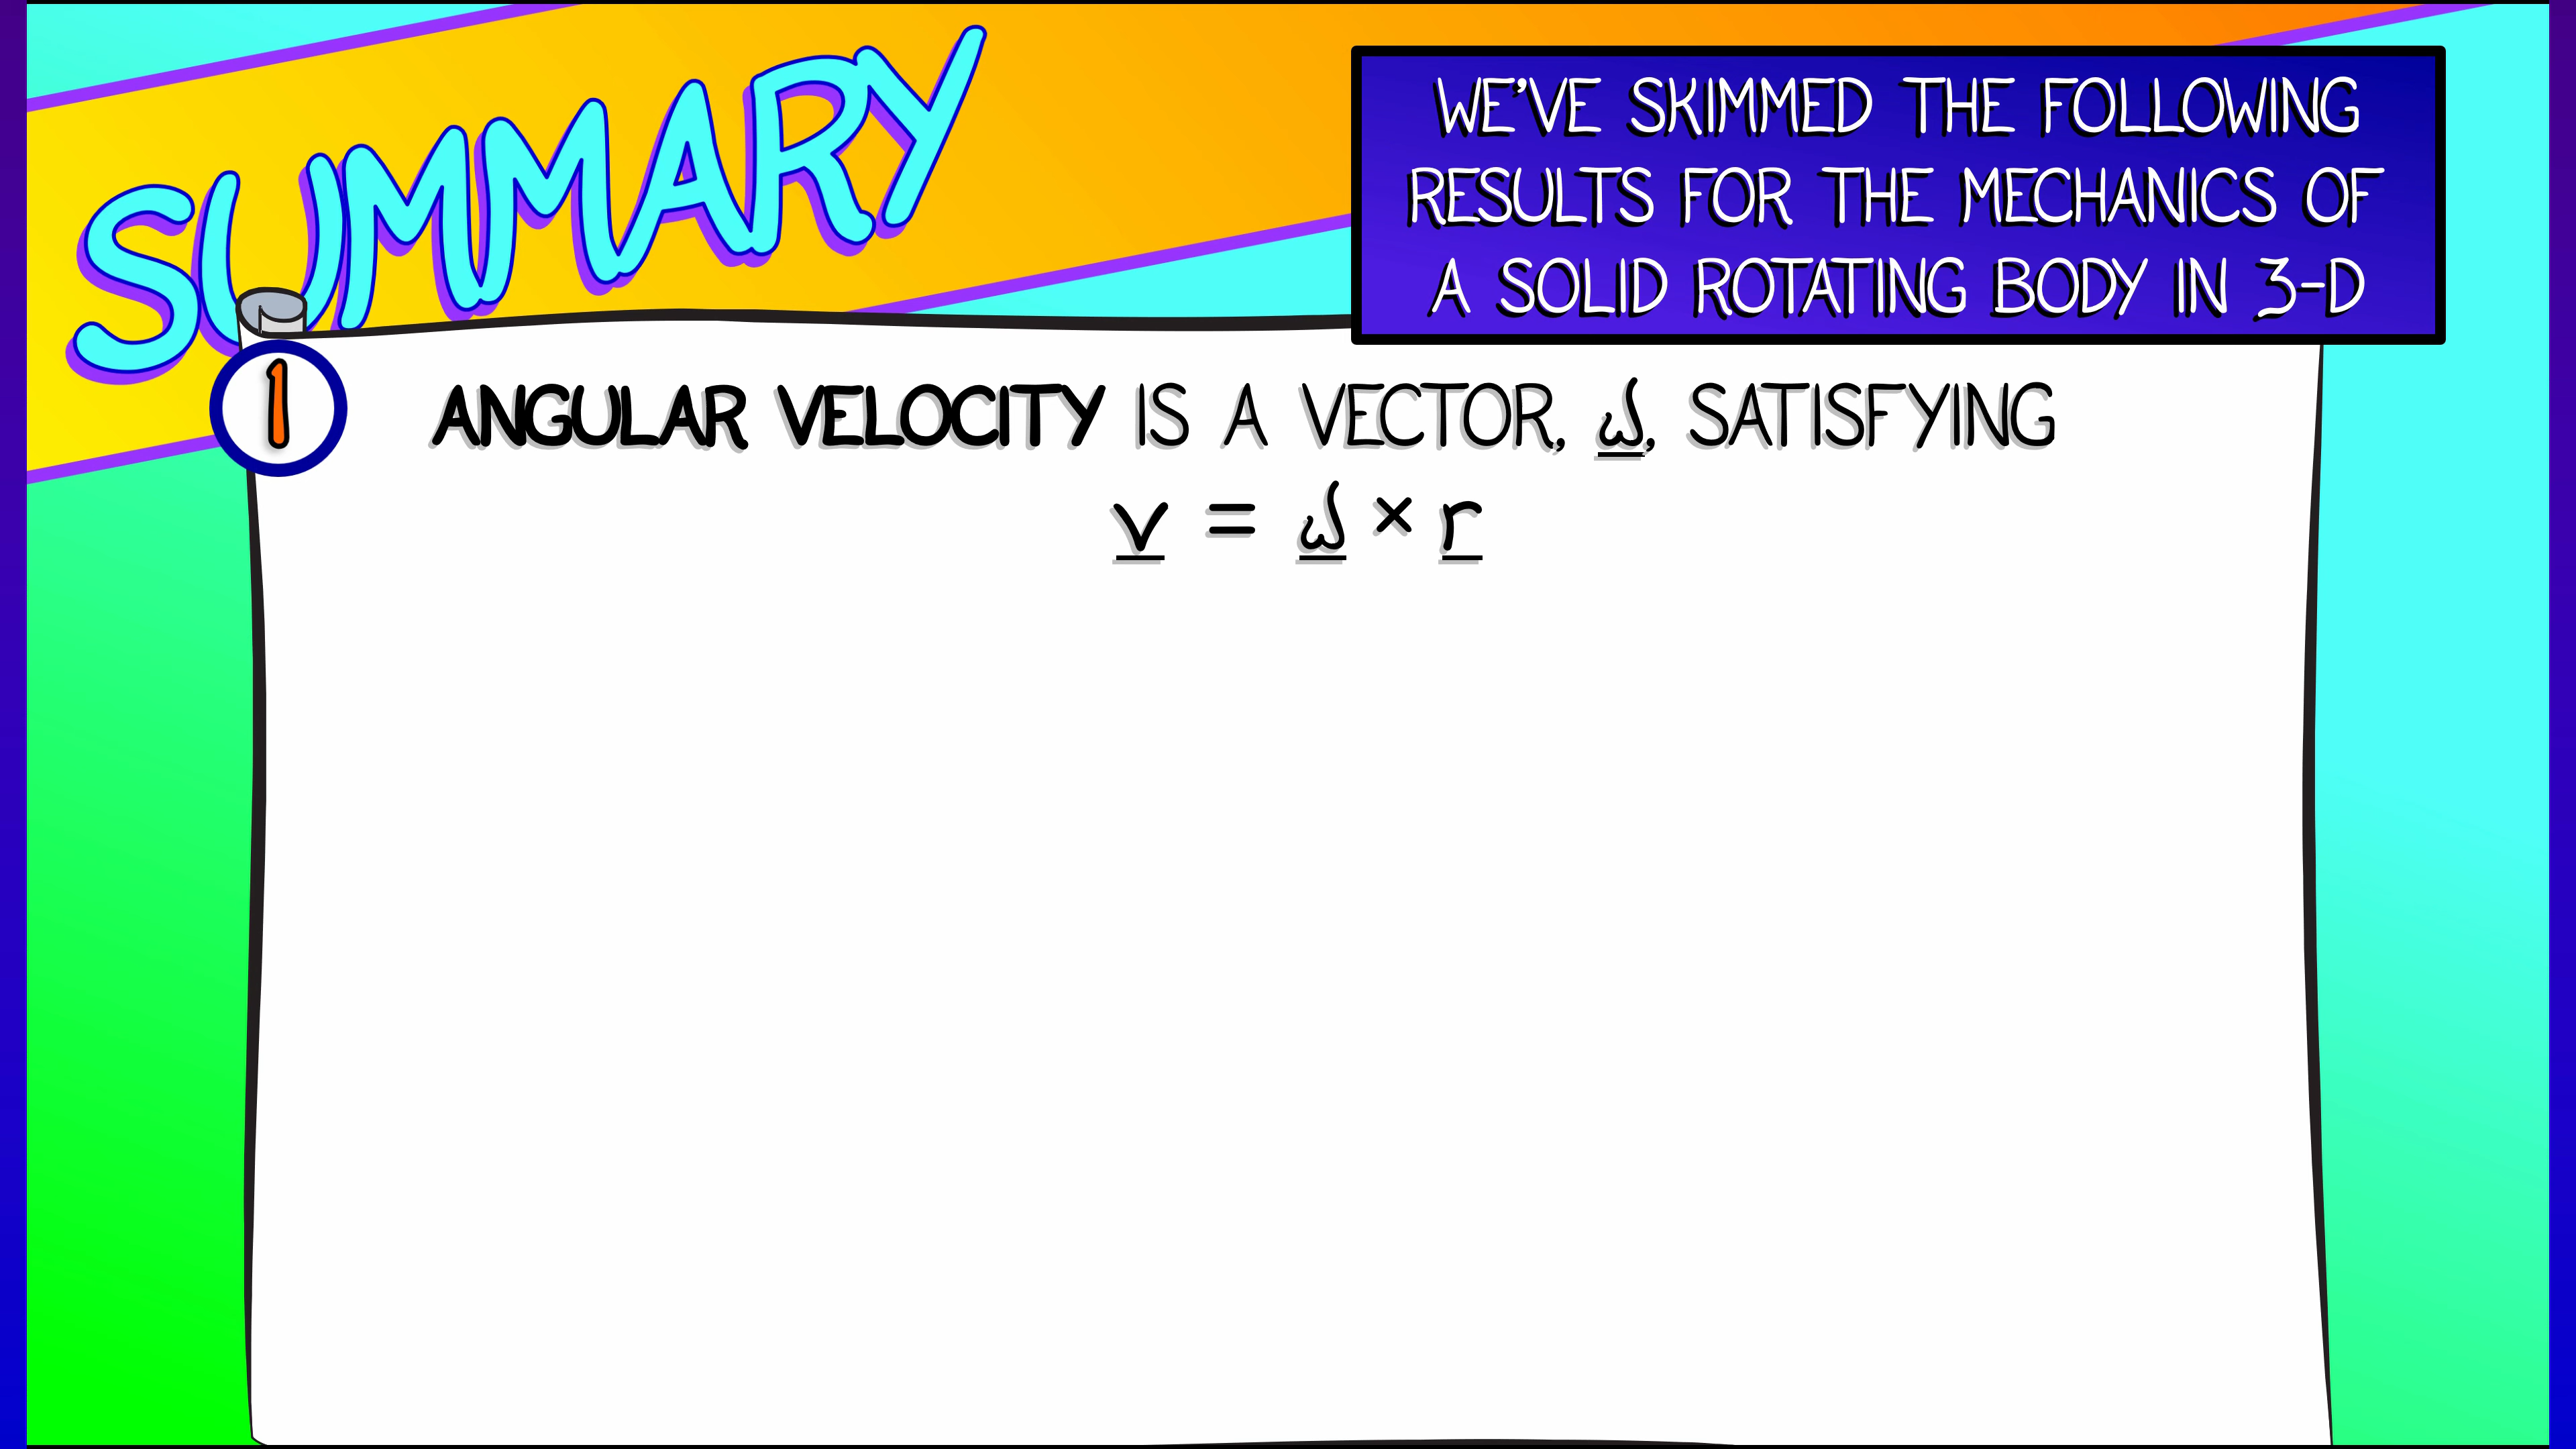 SUMMARY
WE'VE SKIMMED THE FOLLOWING
RESULTS FOR THE MECHANICS OF
A SOLID ROTATING BODY IN 3-D
1
ANGULAR VELOCITY IS A VECTOR, ω, SATISFYING
v = ω × r